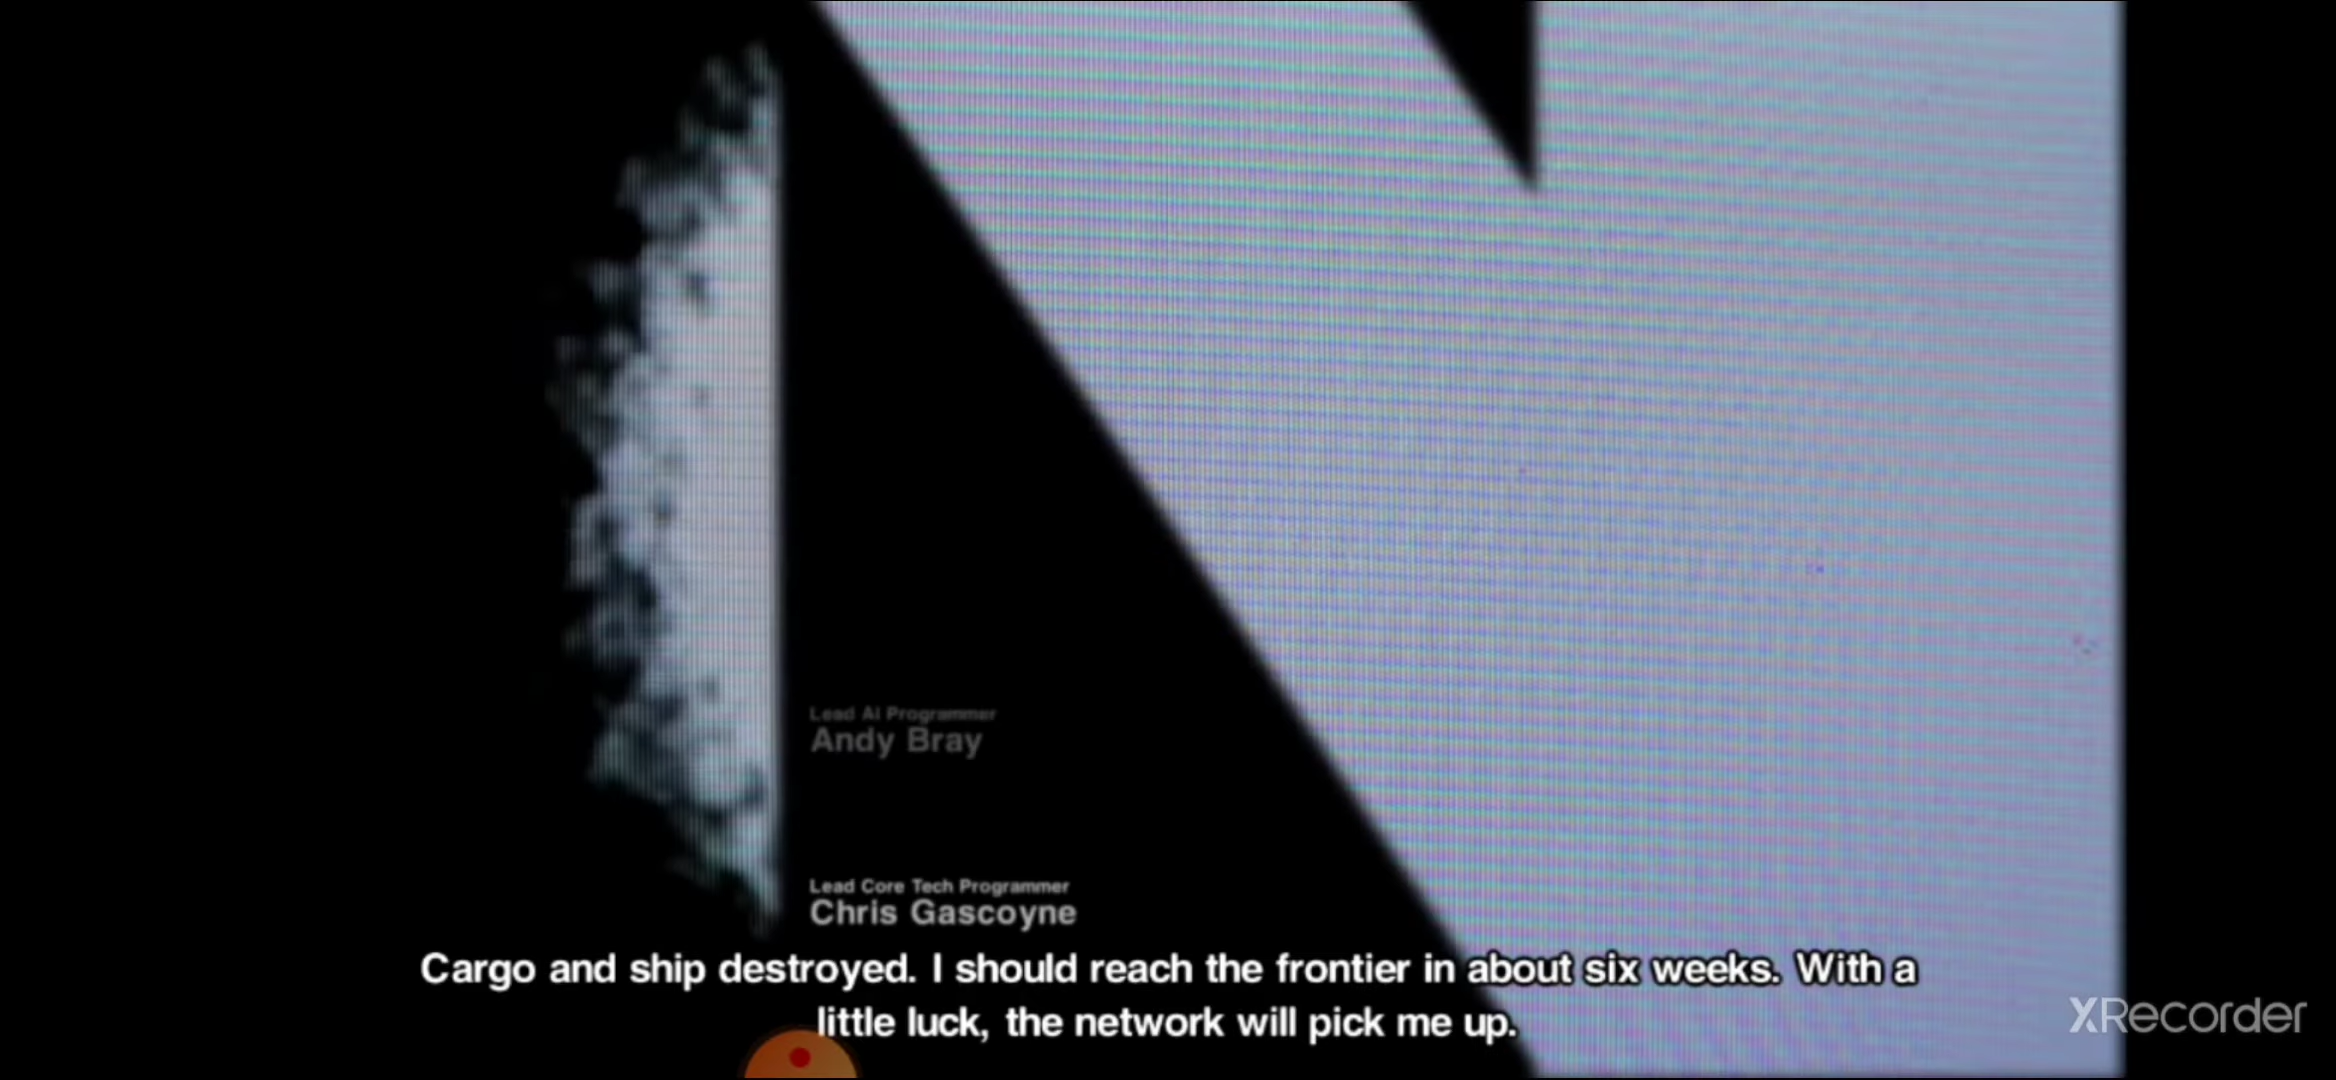 Lead AI Programmer
Andy Bray
Lead Core Tech Programmer
Chris Gascoyne
Cargo and ship destroyed. I should reach the frontier in about six weeks. With a
little luck, the network will pick me up.
XRecorder